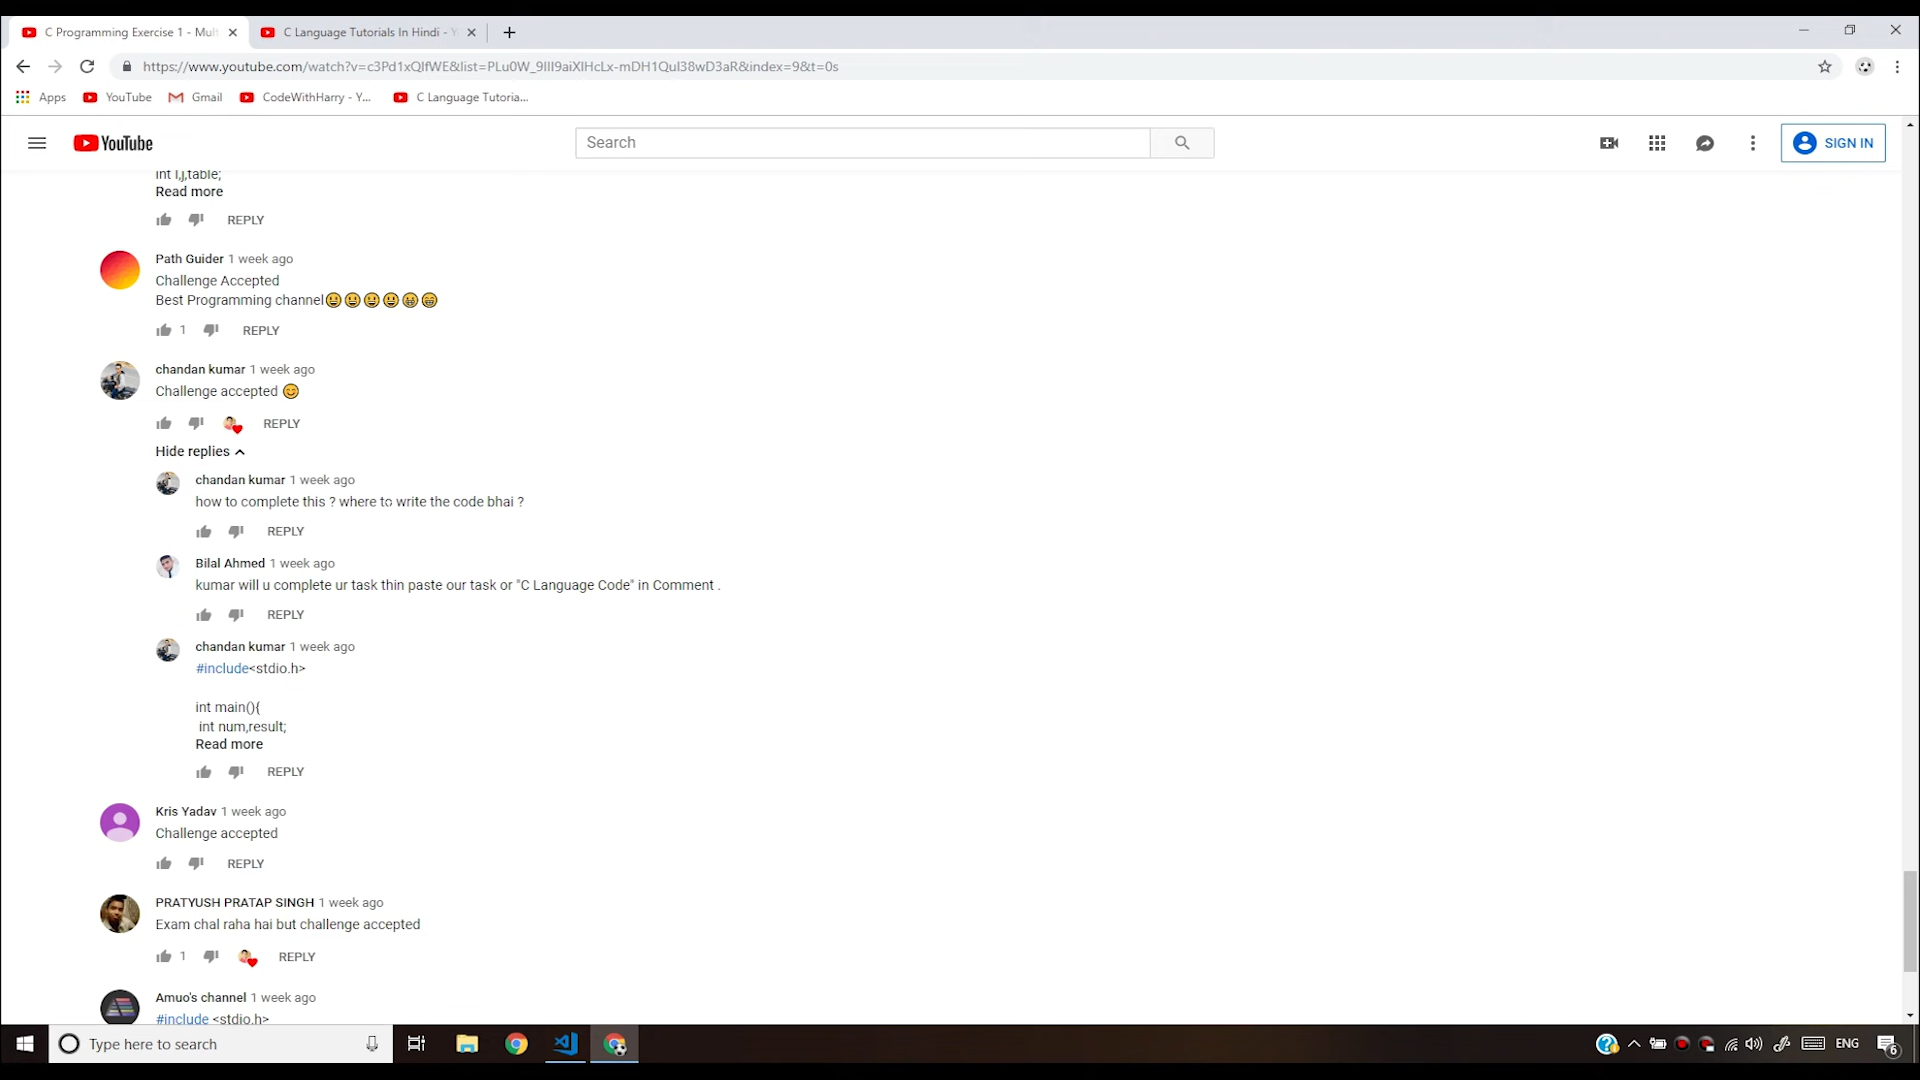 C Programming Exercise 1 - Mul
C Language Tutorials In Hindi - Y
https://www.youtube.com/watch?v=c3Pd1xQJfWE&list=PLu0W_9lII9aiXlHcLx-mDH1Qul38wD3aR&index=9&t=0s
Apps
YouTube
Gmail
CodeWithHarry - Y...
C Language Tutoria...
YouTube
Search
SIGN IN
int i,j,table;
Read more
REPLY
Path Guider 1 week ago
Challenge Accepted
Best Programming channel😃😃😃😃😁😁
1 REPLY
chandan kumar 1 week ago
Challenge accepted 😊
REPLY
Hide replies
chandan kumar 1 week ago
how to complete this ? where to write the code bhai ?
REPLY
Bilal Ahmed 1 week ago
kumar will u complete ur task thin paste our task or "C Language Code" in Comment .
REPLY
chandan kumar 1 week ago
#include<stdio.h>
int main(){
int num,result;
Read more
REPLY
Kris Yadav 1 week ago
Challenge accepted
REPLY
PRATYUSH PRATAP SINGH 1 week ago
Exam chal raha hai but challenge accepted
1 REPLY
Amuo's channel 1 week ago
#include <stdio.h>
Type here to search
ENG
6